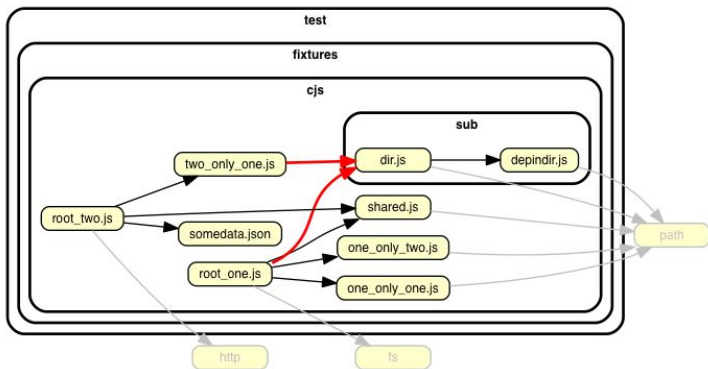 test
fixtures
cjs
sub
two_only_one.js
dir.js
depindir.js
root_two.js
shared.js
somedata.json
path
one_only_two.js
root_one.js
one_only_one.js
http
fs